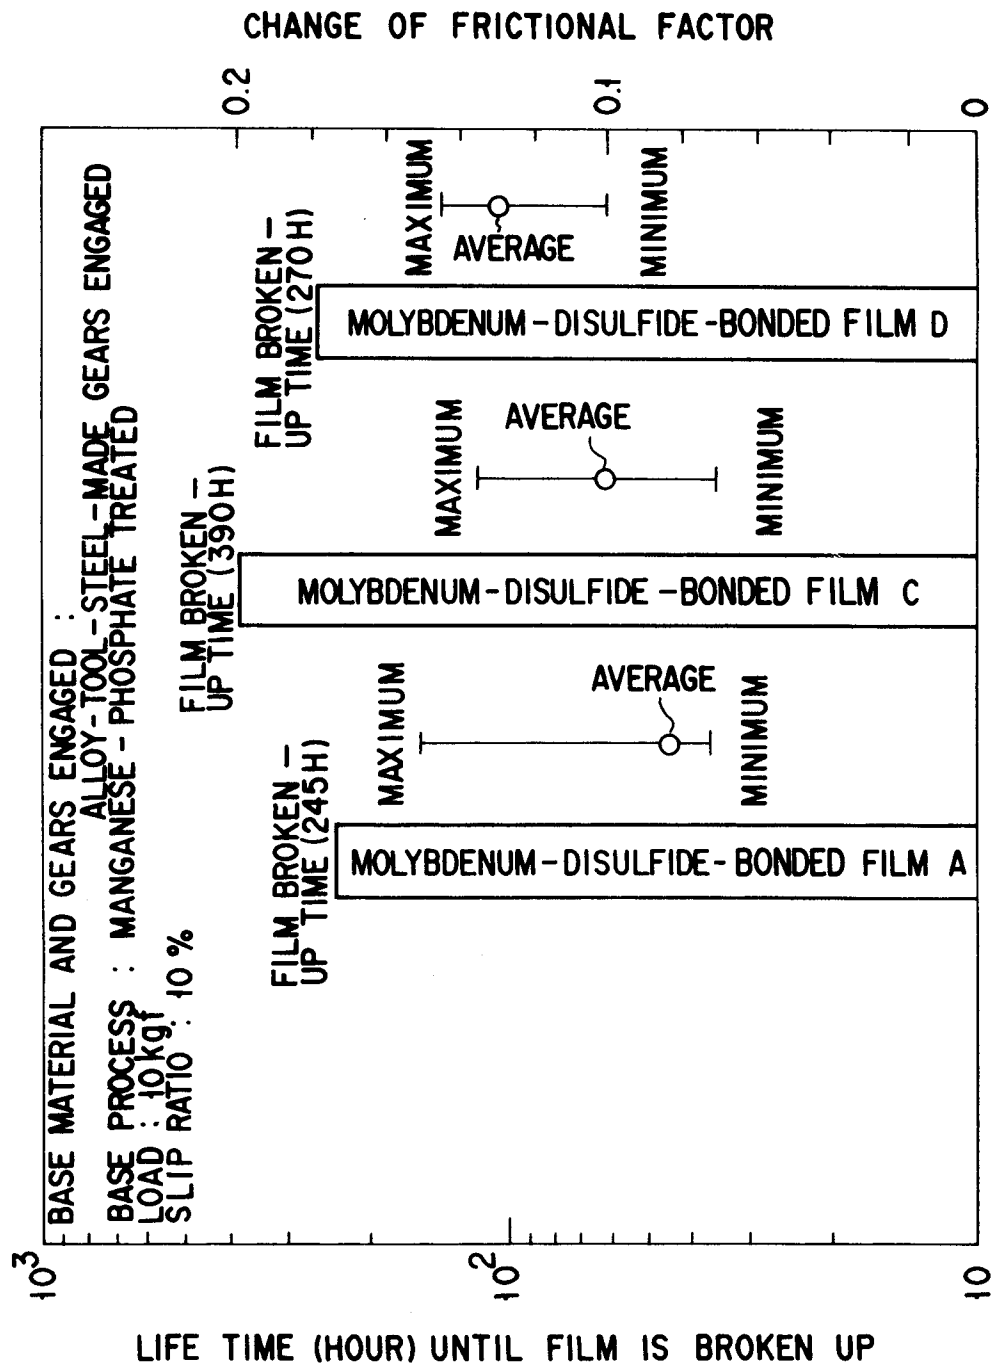 CHANGE OF FRICTIONAL FACTOR
0.2
0.1
0
BASE MATERIAL AND GEARS ENGAGED :
ALLOY-TOOL-STEEL-MADE GEARS ENGAGED
BASE PROCESS : MANGANESE-PHOSPHATE TREATED
LOAD : 10kgf
SLIP RATIO : 10%
FILM BROKEN-
UP TIME (245H)
MOLYBDENUM-DISULFIDE-BONDED FILM A
MAXIMUM
AVERAGE
MINIMUM
FILM BROKEN-
UP TIME (390H)
MOLYBDENUM-DISULFIDE-BONDED FILM C
MAXIMUM
AVERAGE
MINIMUM
FILM BROKEN-
UP TIME (270H)
MOLYBDENUM-DISULFIDE-BONDED FILM D
MAXIMUM
AVERAGE
MINIMUM
10³
10²
10
LIFE TIME (HOUR) UNTIL FILM IS BROKEN UP